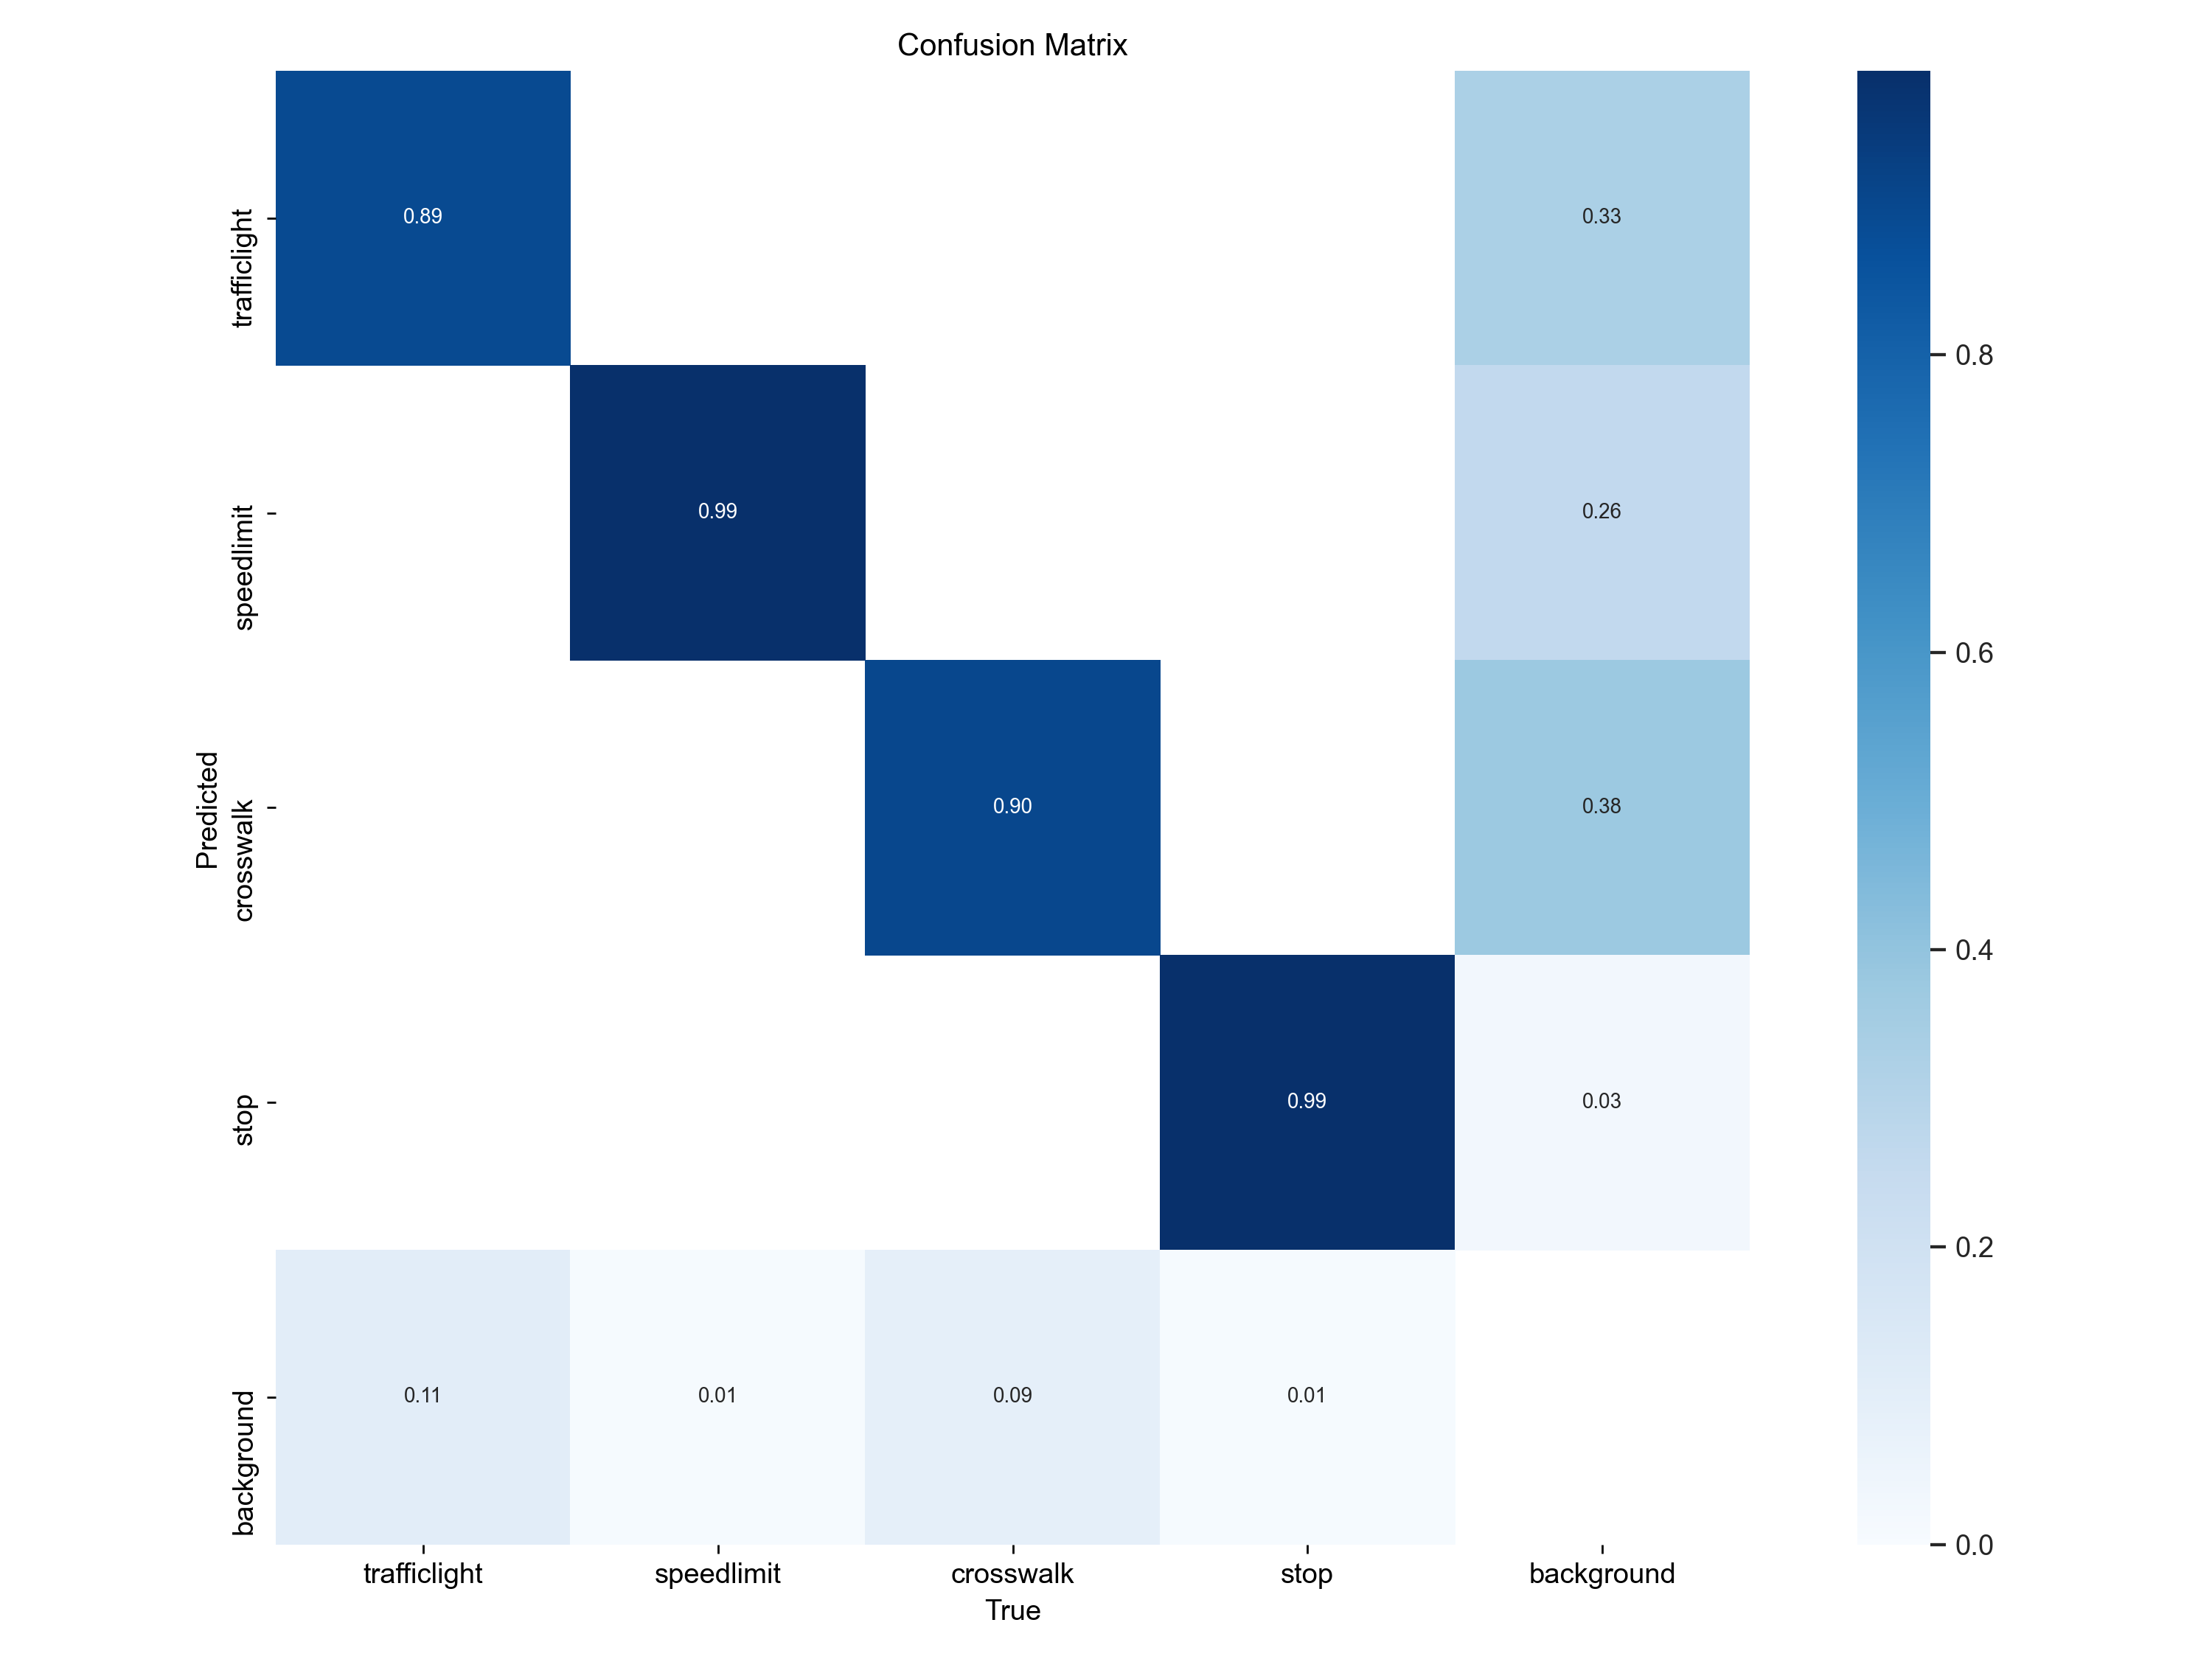 Confusion Matrix
trafficlight
0.89
0.33
0.8
speedlimit
0.99
0.26
0.6
Predicted
crosswalk
0.90
0.38
0.4
stop
0.99
0.03
0.2
background
0.11
0.01
0.09
0.01
0.0
trafficlight
speedlimit
crosswalk
stop
background
True